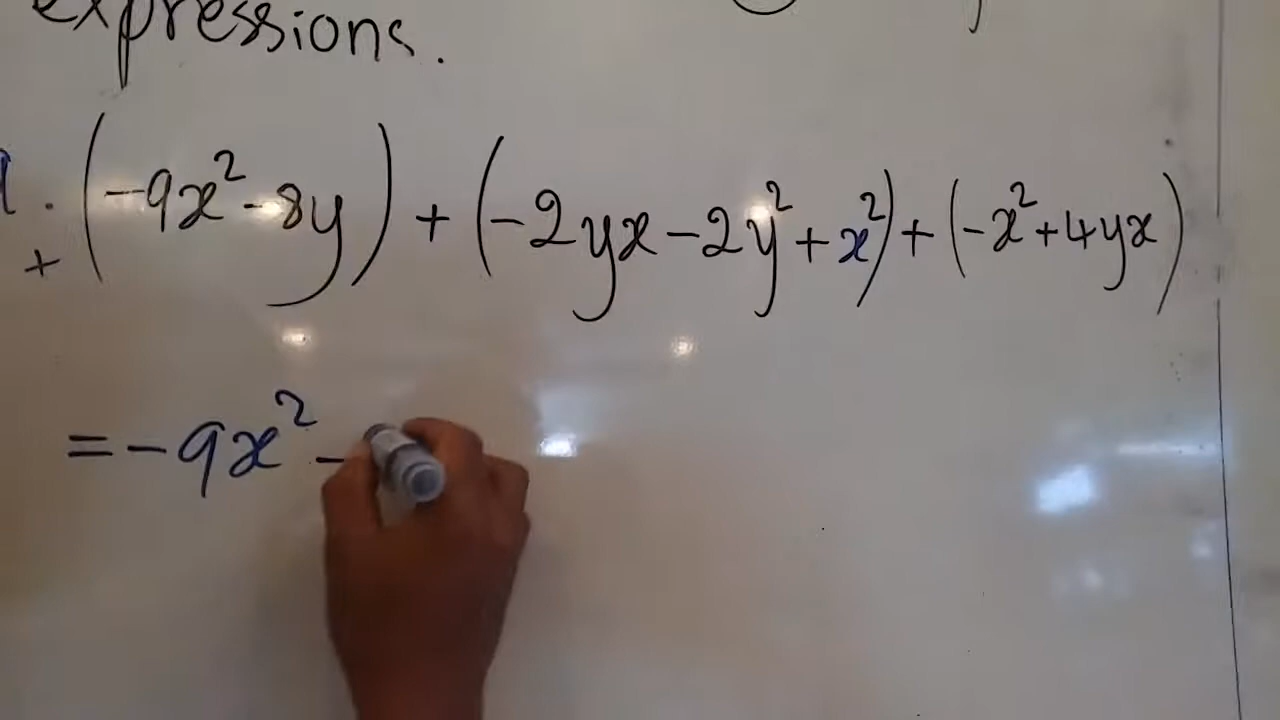 expressions.
1. (-9x² - 8y) + (-2yx - 2y² + x²) + (-x² + 4yx)
+
= -9x² -